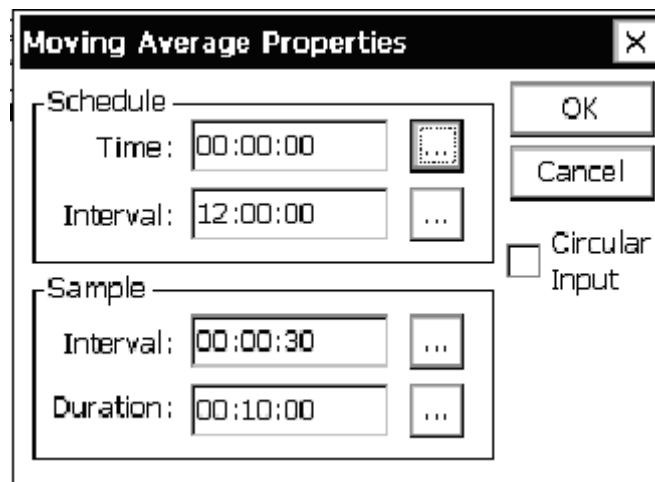 Moving Average Properties
Schedule
Time: 00:00:00 ...
Interval: 12:00:00 ...
OK
Cancel
Circular
Input
Sample
Interval: 00:00:30 ...
Duration: 00:10:00 ...